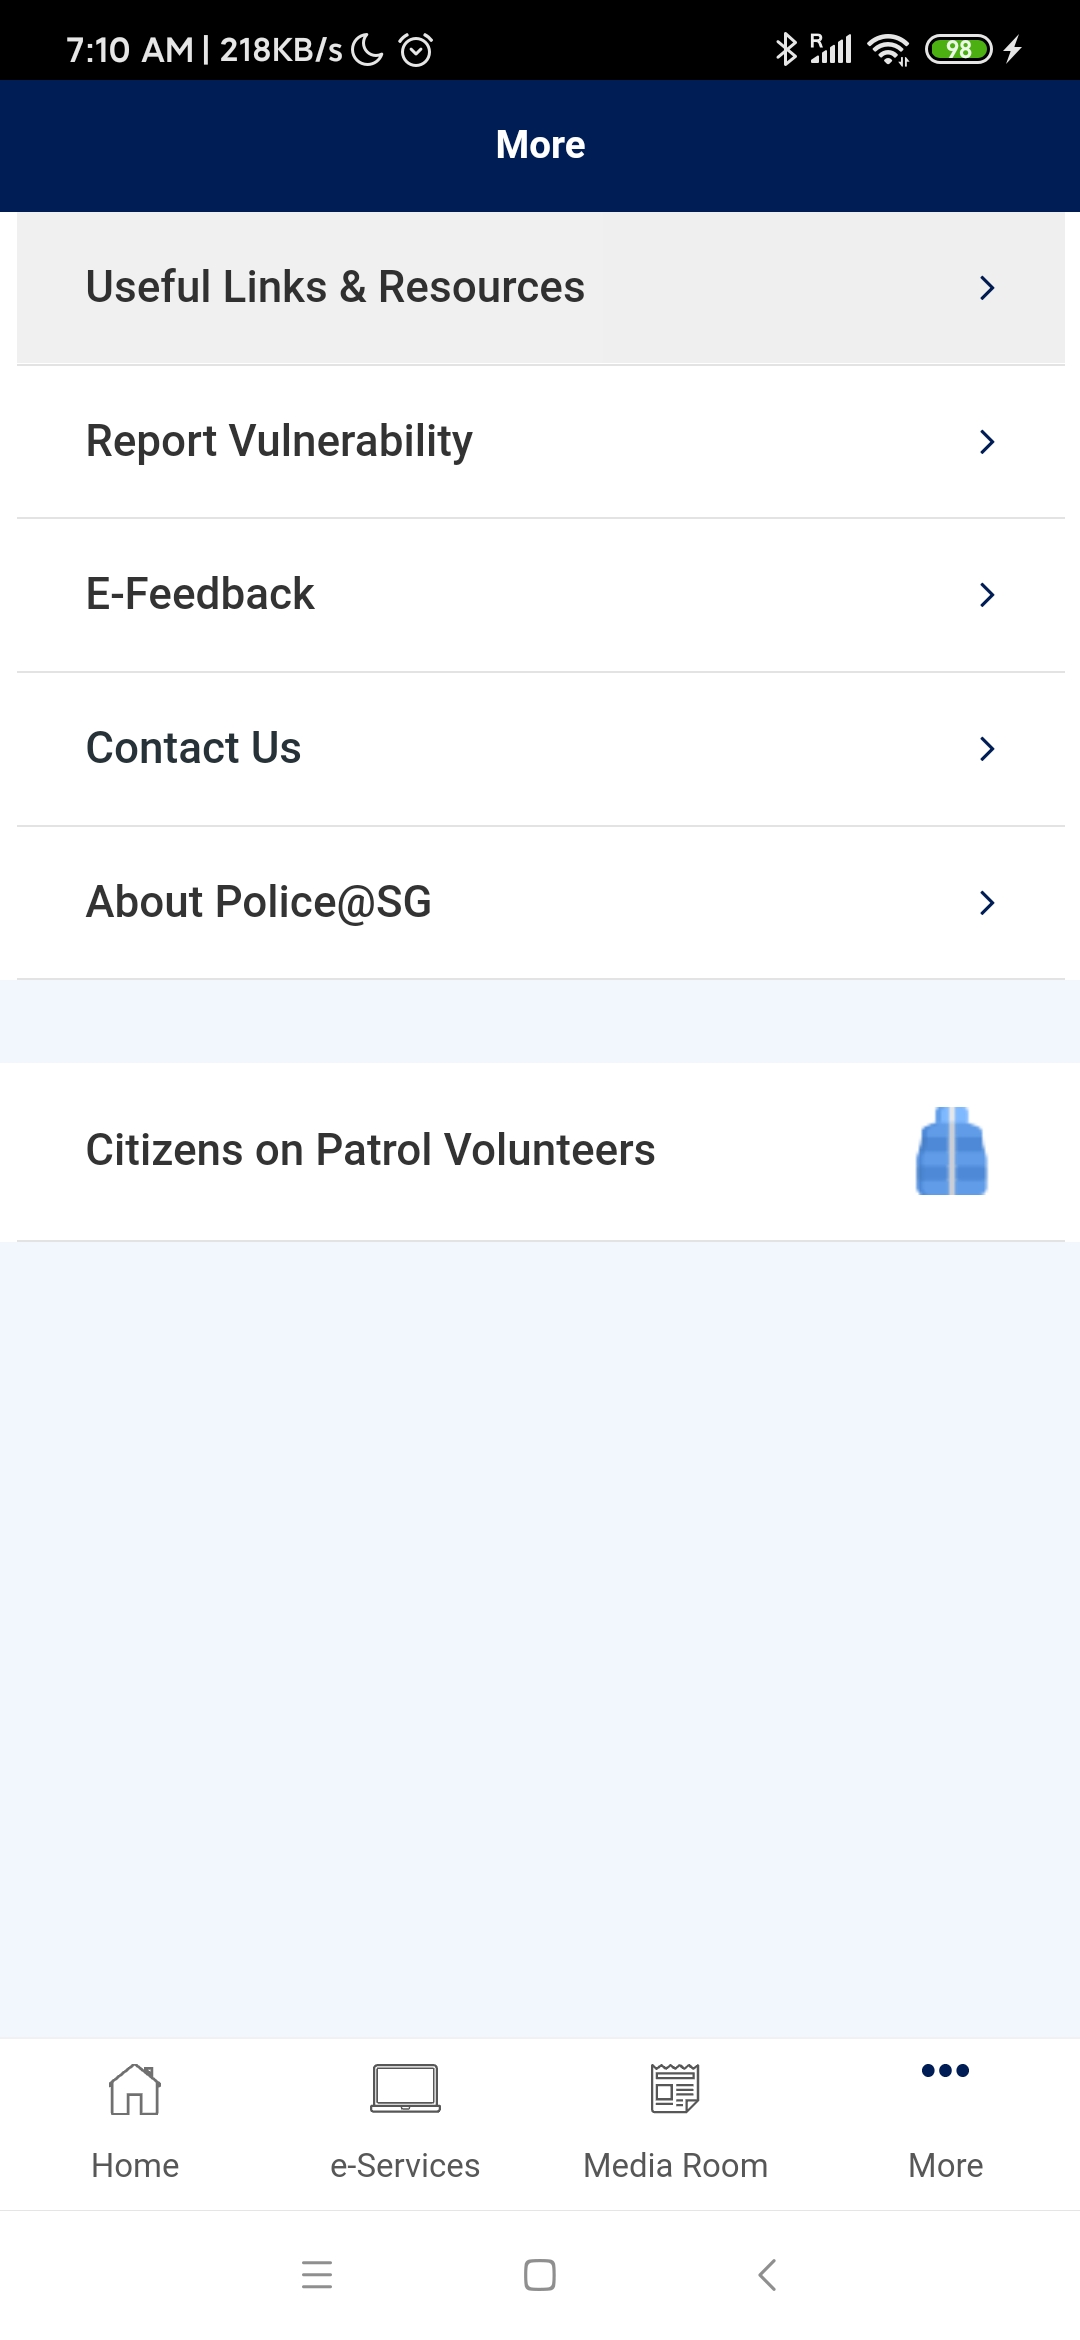 7:10 AM | 218KB/s
R
98
More
Useful Links & Resources
Report Vulnerability
E-Feedback
Contact Us
About Police@SG
Citizens on Patrol Volunteers
Home
e-Services
Media Room
More